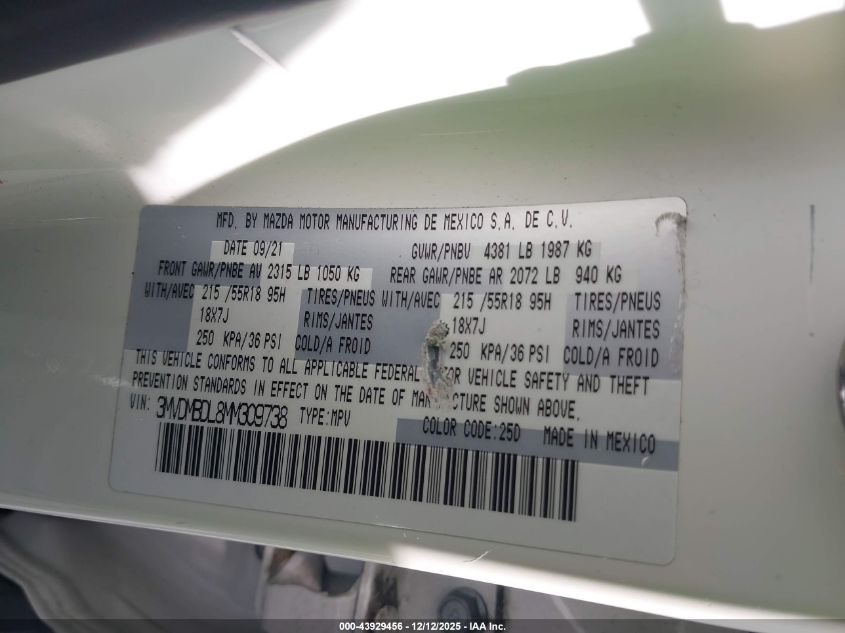 MFD. BY MAZDA MOTOR MANUFACTURING DE MEXICO S.A. DE C.V.
DATE 09/21 GVWR/PNBV 4381 LB 1987 KG
FRONT GAWR/PNBE AV 2315 LB 1050 KG REAR GAWR/PNBE AR 2072 LB 940 KG
WITH/AVEC 215 /55R18 95H TIRES/PNEUS WITH/AVEC 215 /55R18 95H TIRES/PNEUS
18X7J RIMS/JANTES 18X7J RIMS/JANTES
250 KPA/36 PSI COLD/A FROID 250 KPA/36 PSI COLD/A FROID
THIS VEHICLE CONFORMS TO ALL APPLICABLE FEDERAL VEHICLE SAFETY AND THEFT
PREVENTION STANDARDS IN EFFECT ON THE DATE OF SHOWN ABOVE.
VIN: 3MVDMBDL8MM309738 TYPE:MPV
COLOR CODE:25D MADE IN MEXICO
000-43929456 - 12/12/2025 - IAA Inc.